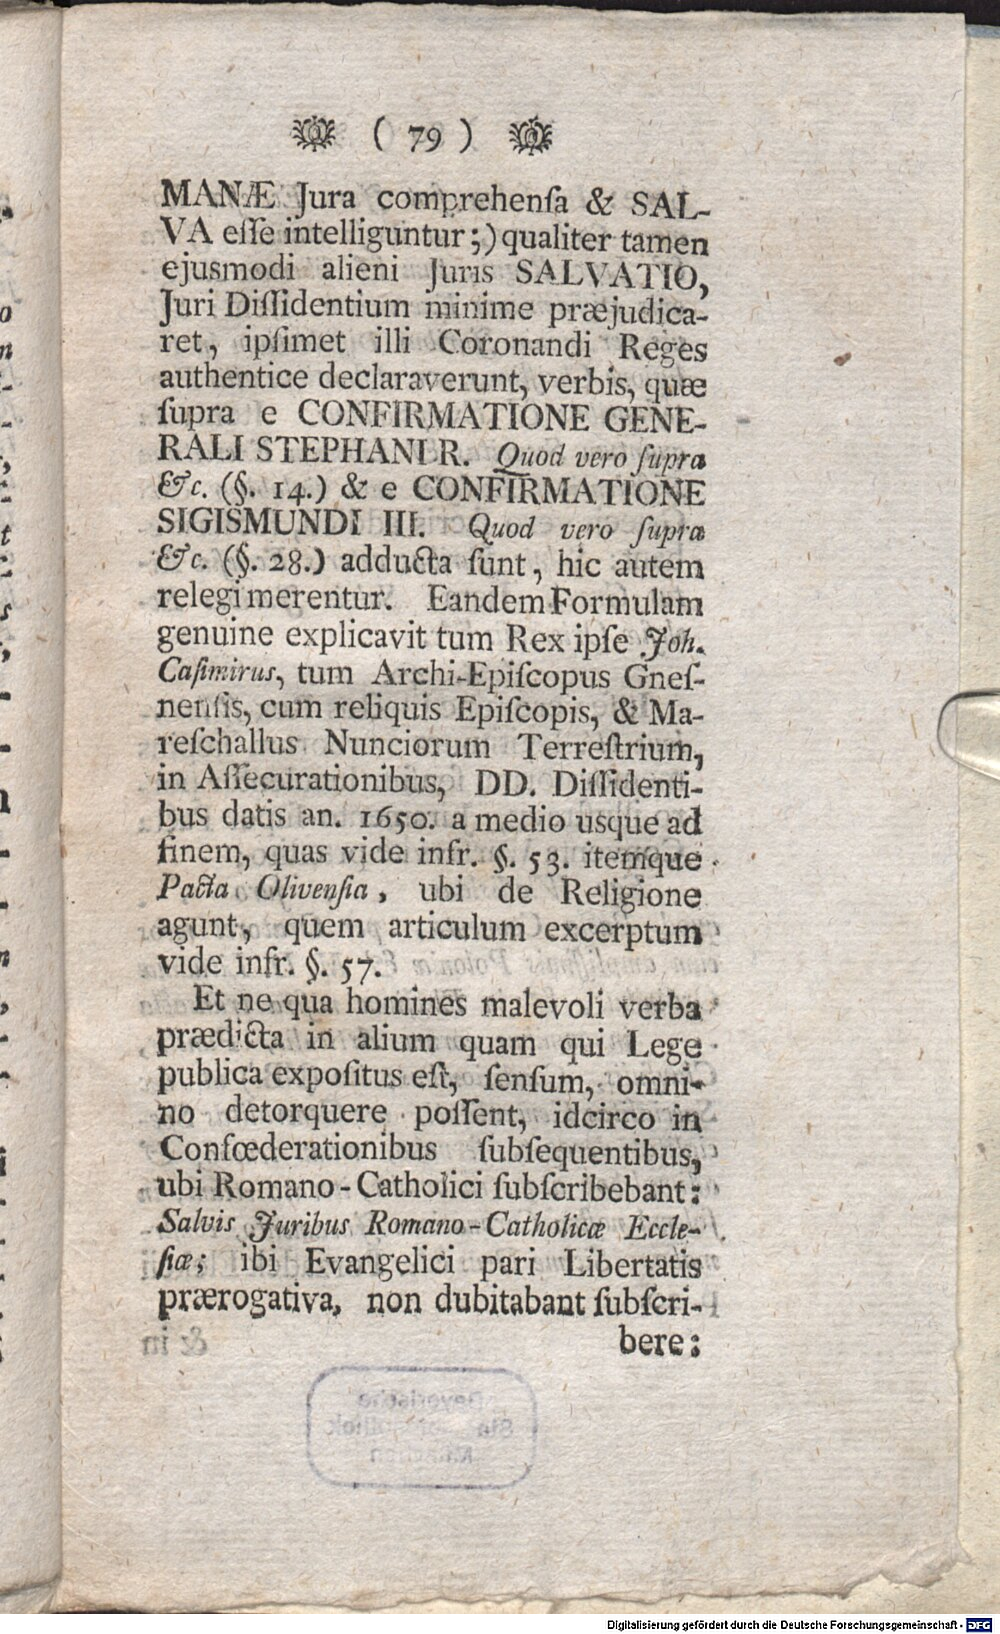 ( 79 )
MANÆ Jura comprehenſa & SAL-
VA eſſe intelliguntur;) qualiter tamen
ejusmodi alieni Juris SALVATIO,
Juri Diſſidentium minime præjudica-
ret, ipſimet illi Coronandi Reges
authentice declaraverunt, verbis, quæ
ſupra e CONFIRMATIONE GENE-
RALI STEPHANI R. Quod vero ſupra
&c. (§. 14.) & e CONFIRMATIONE
SIGISMUNDI III. Quod vero ſupra
&c. (§. 28.) adducta ſunt, hic autem
relegi merentur. Eandem Formulam
genuine explicavit tum Rex ipſe Joh.
Caſimirus, tum Archi-Epiſcopus Gneſ-
nenſis, cum reliquis Epiſcopis, & Ma-
reſchallus Nunciorum Terreſtrium,
in Aſſecurationibus, DD. Diſſidenti-
bus datis an. 1650. a medio usque ad
finem, quas vide infr. §. 53. itemque
Pacta Olivenſia, ubi de Religione
agunt, quem articulum excerptum
vide infr. §. 57.
Et ne qua homines malevoli verba
prædicta in alium quam qui Lege
publica expoſitus eſt, ſenſum, omni-
no detorquere poſſent, idcirco in
Confœderationibus ſubſequentibus,
ubi Romano-Catholici ſubſcribebant:
Salvis Juribus Romano-Catholicæ Eccle-
ſiæ; ibi Evangelici pari Libertatis
prærogativa, non dubitabant ſubſcri-
bere:
Digitalisierung gefördert durch die Deutsche Forschungsgemeinschaft - DFG